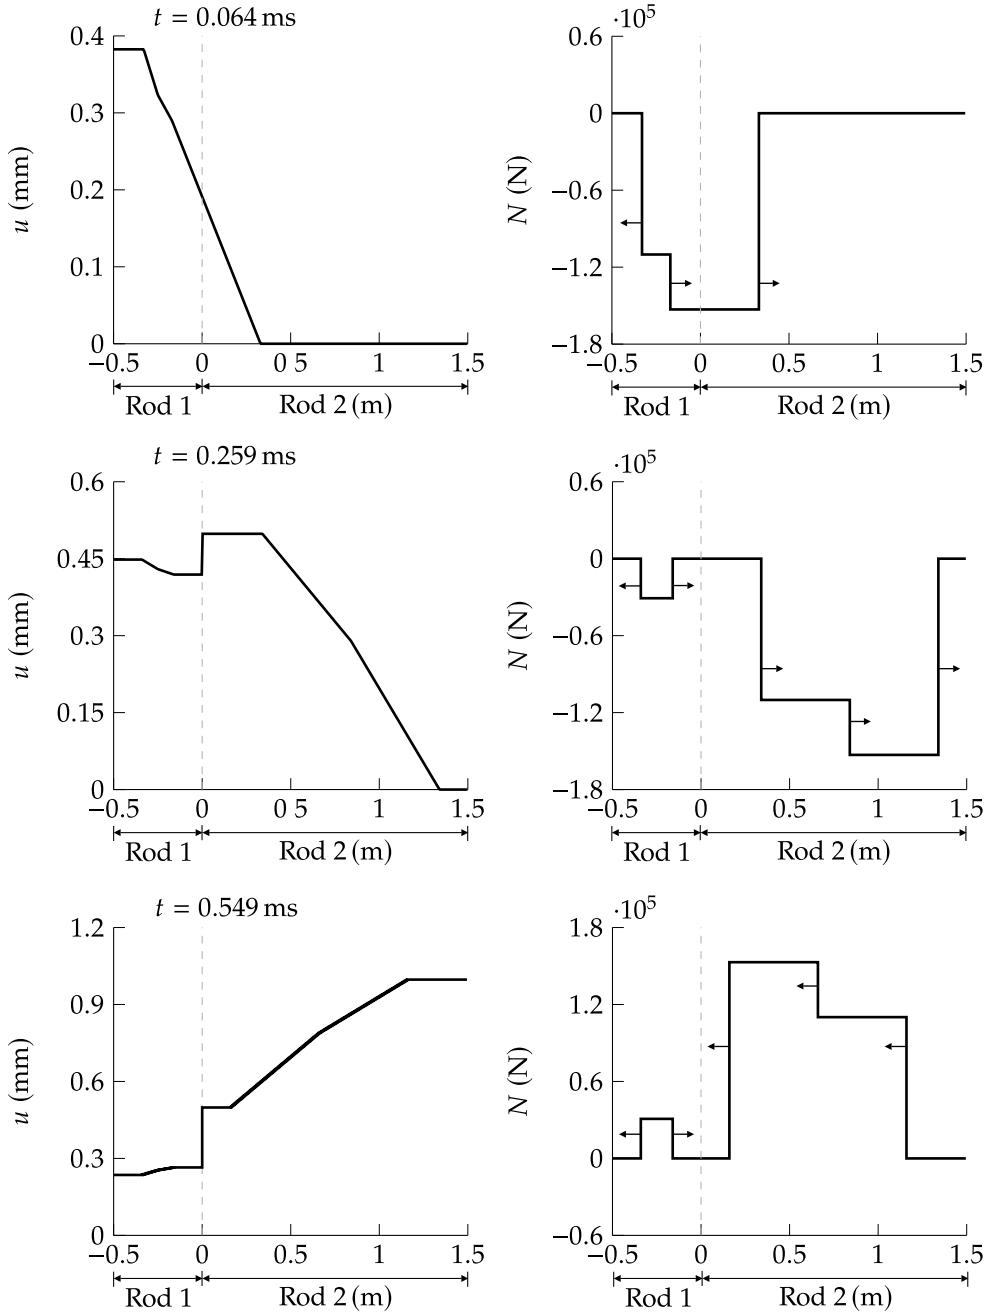 t = 0.064 ms
u (mm)
0.4
0.3
0.2
0.1
0
−0.5 0 0 5 1 1.5
Rod 1 Rod 2 (m)
·10⁵
N (N)
0.6
0
−0.6
−1.2
−1.8
−0.5 0 0.5 1 1.5
Rod 1 Rod 2 (m)
t = 0.259 ms
u (mm)
0.6
0.45
0.3
0.15
0
−0.5 0 0.5 1 1.5
Rod 1 Rod 2 (m)
·10⁵
N (N)
0.6
0
−0.6
−1.2
−1.8
−0.5 0 0.5 1 1.5
Rod 1 Rod 2 (m)
t = 0.549 ms
u (mm)
1.2
0.9
0.6
0.3
0
−0.5 0 0.5 1 1.5
Rod 1 Rod 2 (m)
·10⁵
N (N)
1.8
1.2
0.6
0
−0.6
−0.5 0 0.5 1 1.5
Rod 1 Rod 2 (m)